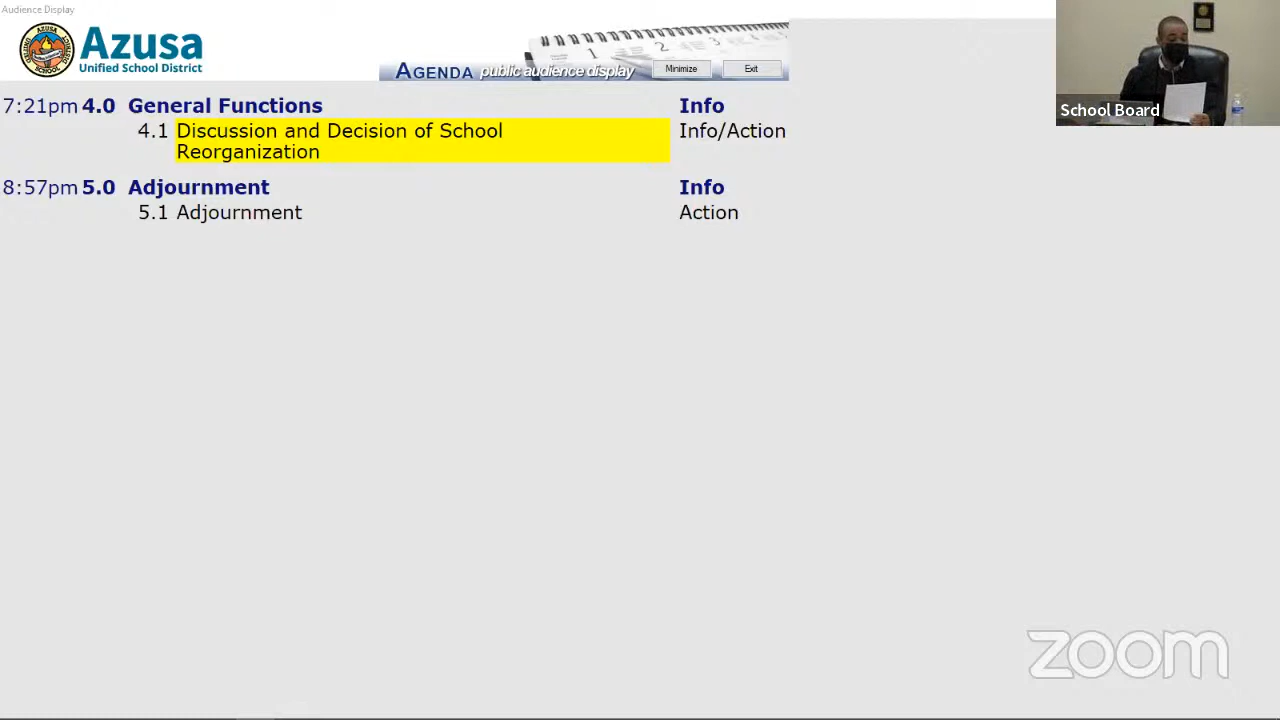 Audience Display
Azusa
Unified School District
AGENDA public audience display
Minimize
Exit
School Board
7:21pm 4.0 General Functions Info
4.1 Discussion and Decision of School Info/Action
Reorganization
8:57pm 5.0 Adjournment Info
5.1 Adjournment Action
zoom